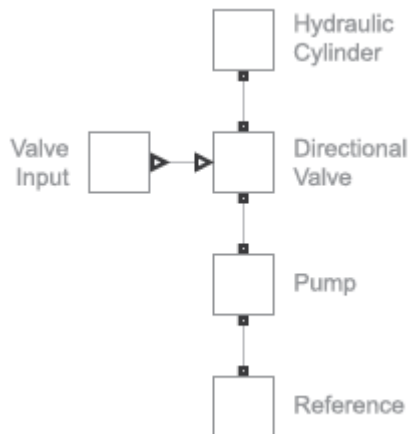 Hydraulic
Cylinder
Valve
Input
Directional
Valve
Pump
Reference